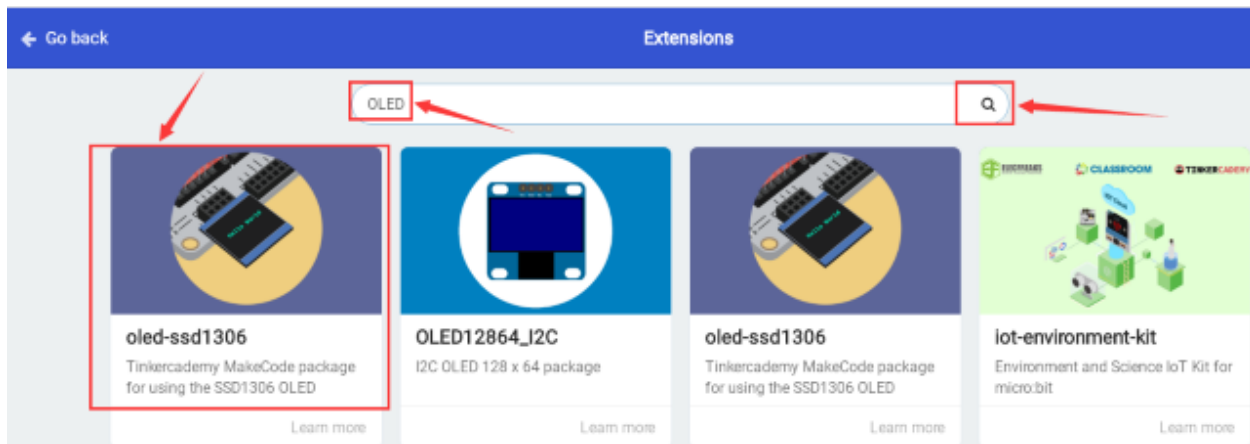 Go back
Extensions
OLED
CLASSROOM
oled-ssd1306
Tinkercademy MakeCode package
for using the SSD1306 OLED
Learn more
OLED12864_I2C
I2C OLED 128 x 64 package
Learn more
oled-ssd1306
Tinkercademy MakeCode package
for using the SSD1306 OLED
Learn more
iot-environment-kit
Environment and Science IoT Kit for
micro:bit
Learn more